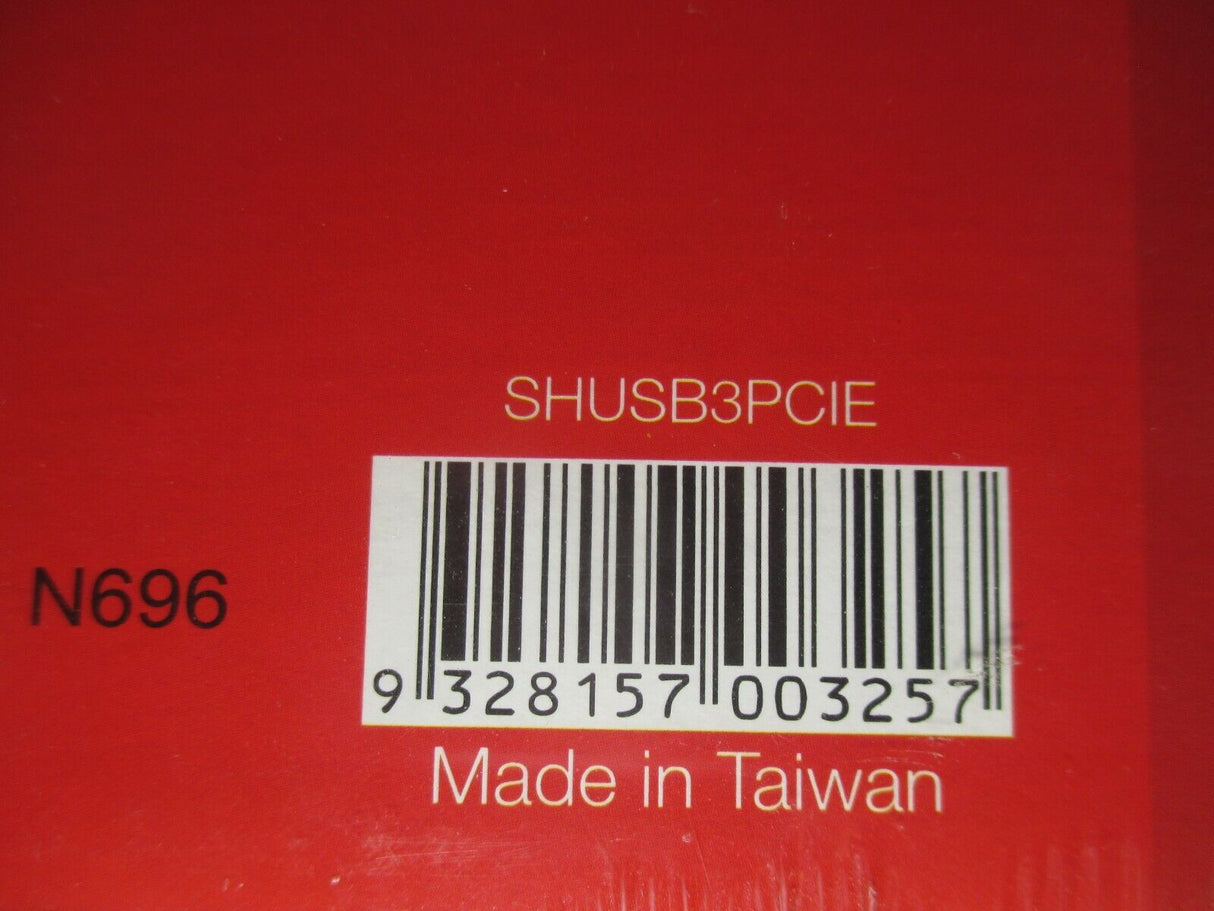 SHUSB3PCIE
N696
9 328157 003257
Made in Taiwan